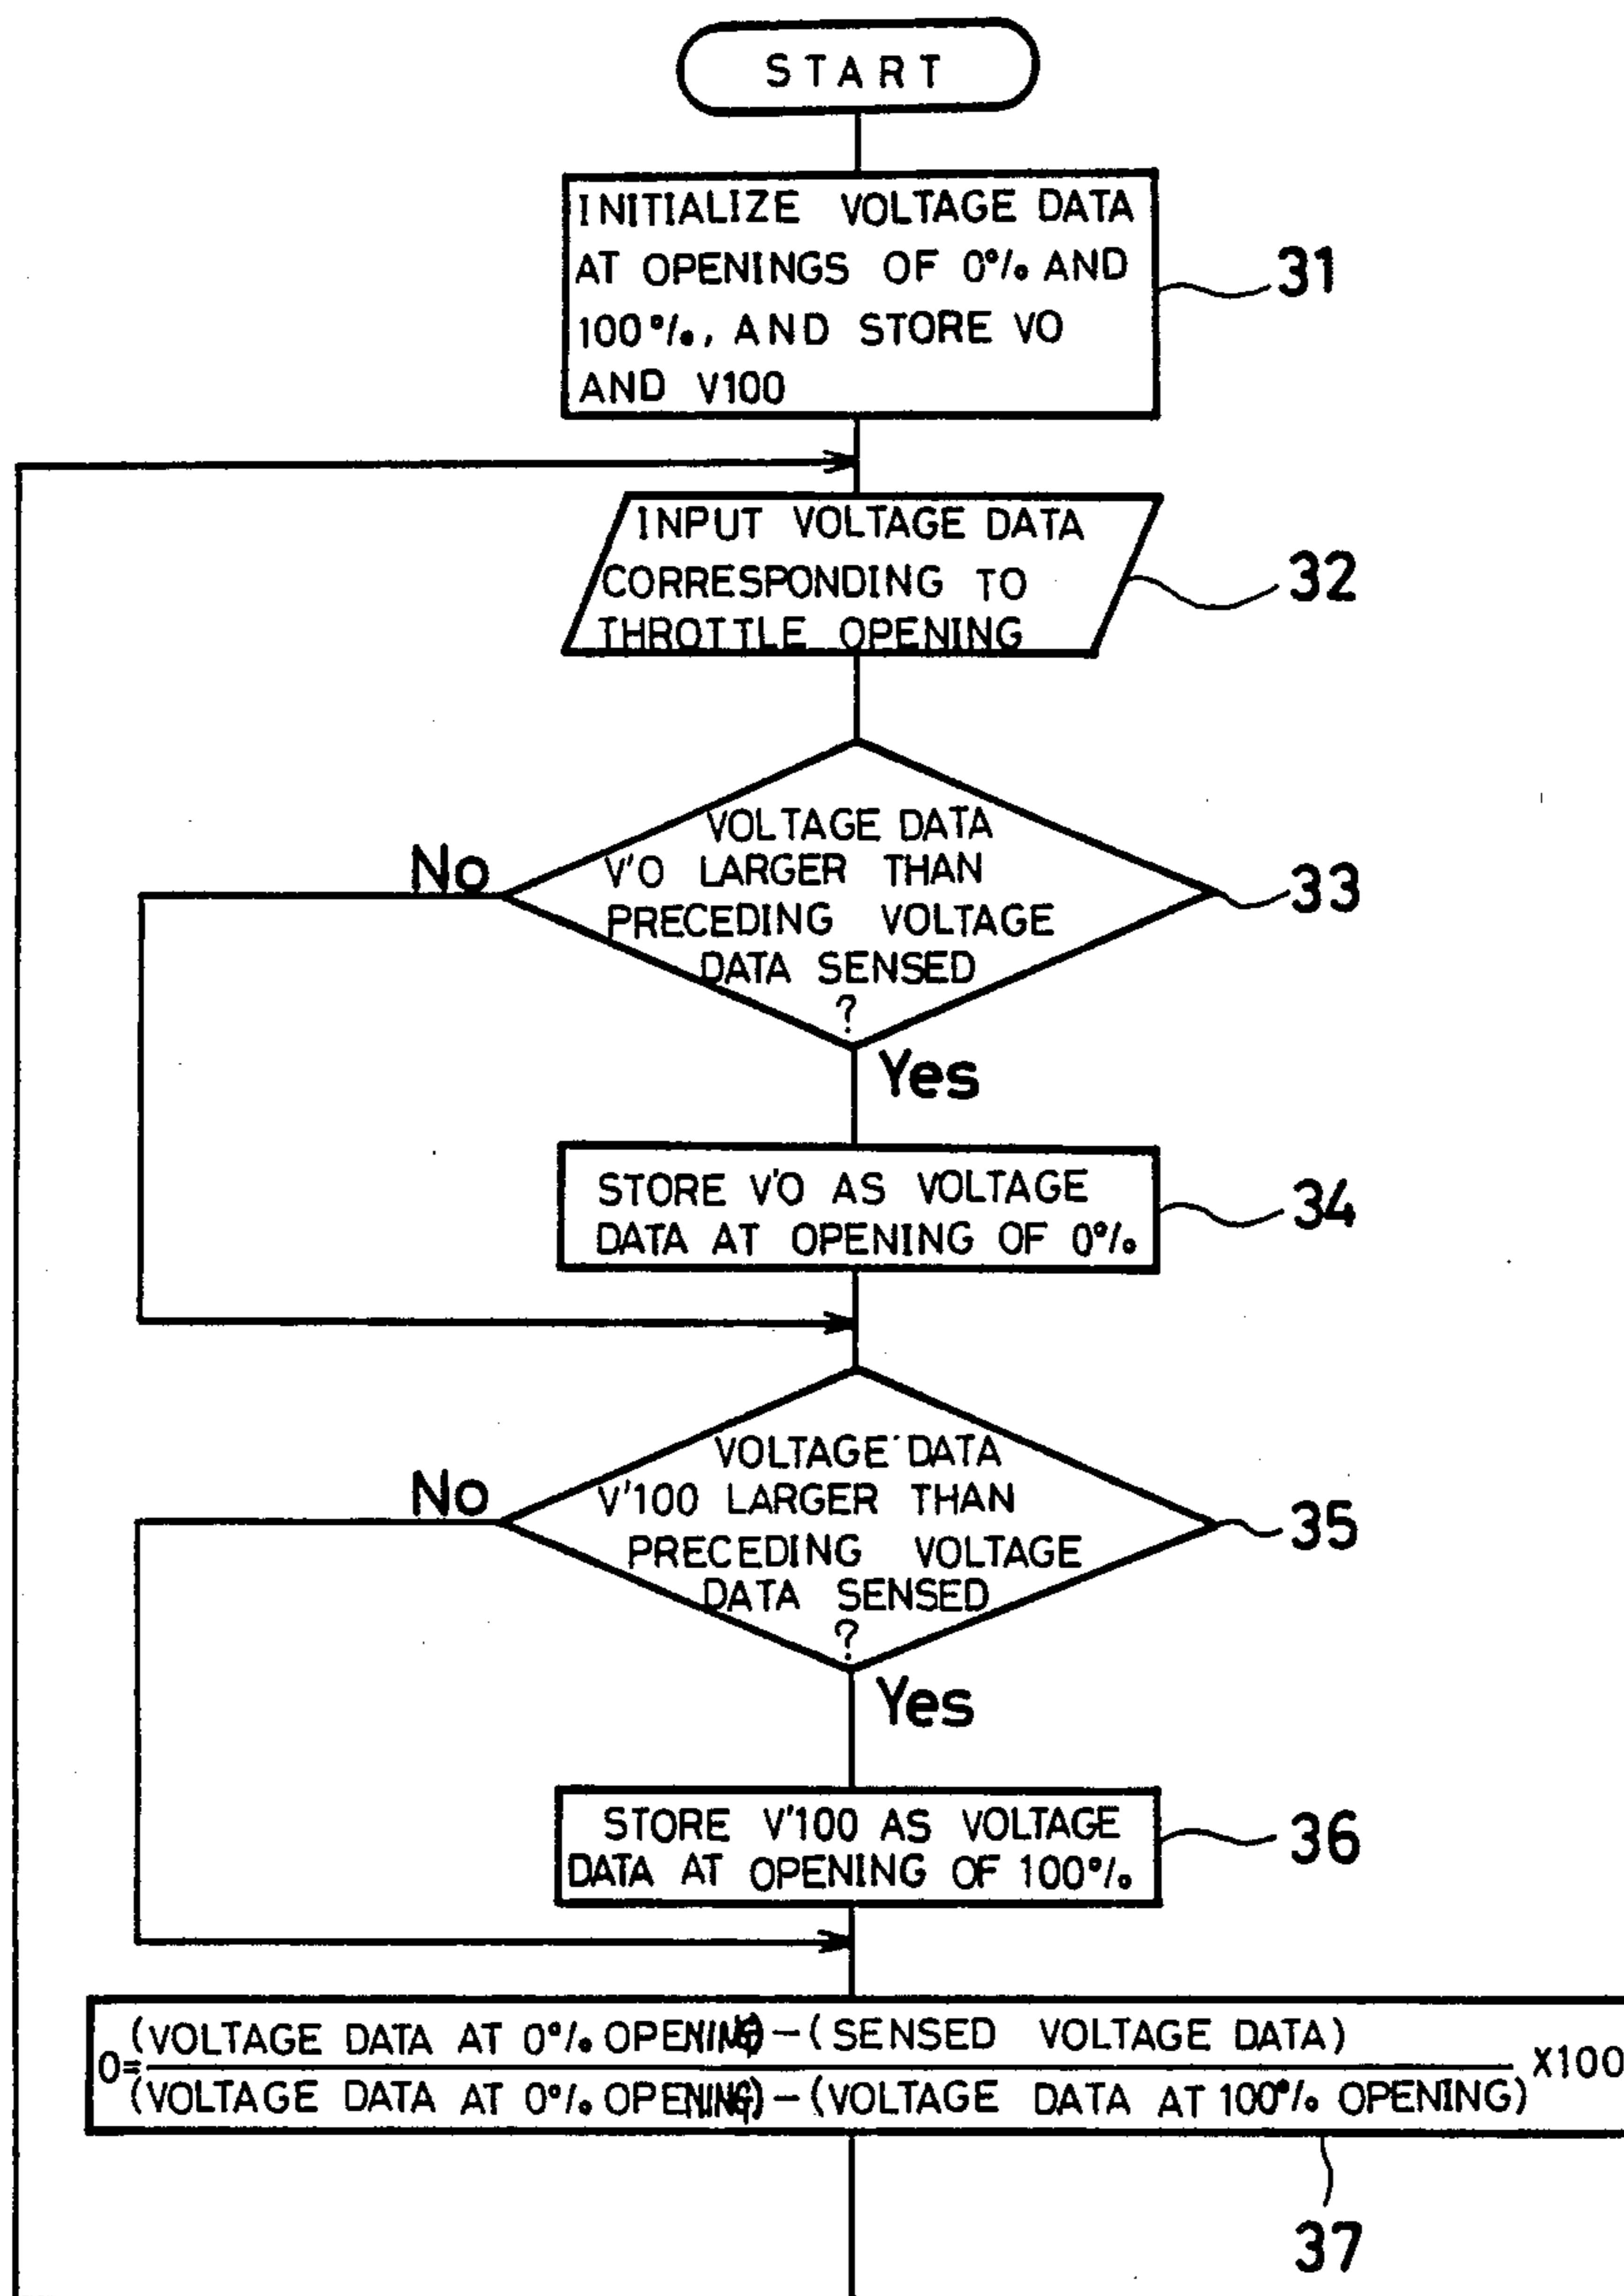 START
INITIALIZE VOLTAGE DATA
AT OPENINGS OF 0% AND
100%, AND STORE VO
AND V100
31
INPUT VOLTAGE DATA
CORRESPONDING TO
THROTTLE OPENING
32
VOLTAGE DATA
V'0 LARGER THAN
PRECEDING VOLTAGE
DATA SENSED
?
33
No
Yes
STORE V'0 AS VOLTAGE
DATA AT OPENING OF 0%
34
VOLTAGE DATA
V'100 LARGER THAN
PRECEDING VOLTAGE
DATA SENSED
?
35
No
Yes
STORE V'100 AS VOLTAGE
DATA AT OPENING OF 100%
36
(VOLTAGE DATA AT 0% OPENING)-(SENSED VOLTAGE DATA)
0=
X100
(VOLTAGE DATA AT 0% OPENING)-(VOLTAGE DATA AT 100% OPENING)
37